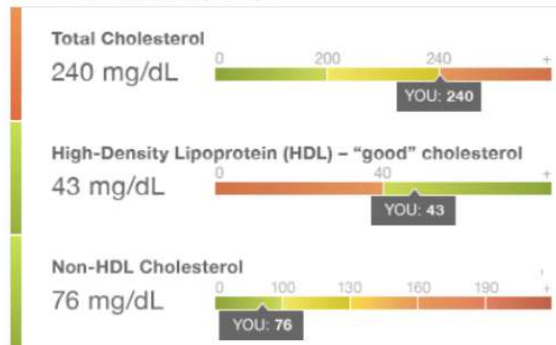 Total Cholesterol
240 mg/dL
0 200 240 +
YOU: 240
High-Density Lipoprotein (HDL) – “good” cholesterol
43 mg/dL
0 40 +
YOU: 43
Non-HDL Cholesterol
76 mg/dL
0 100 130 160 190 +
YOU: 76